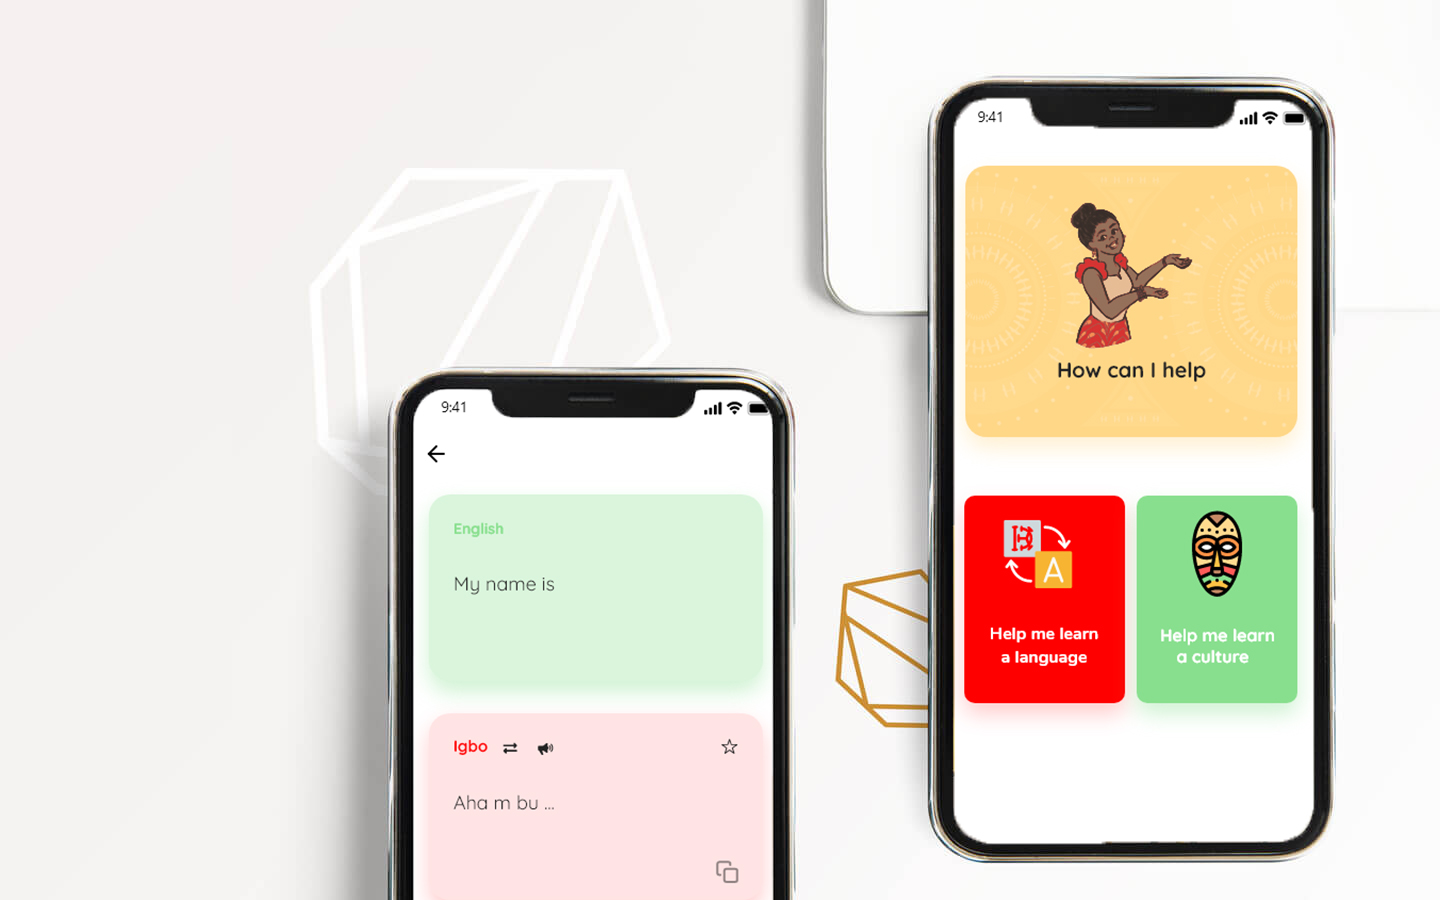 9:41
How can I help
Help me learn
a language
Help me learn
a culture
9:41
English
My name is
Igbo
Aha m bu ...
A